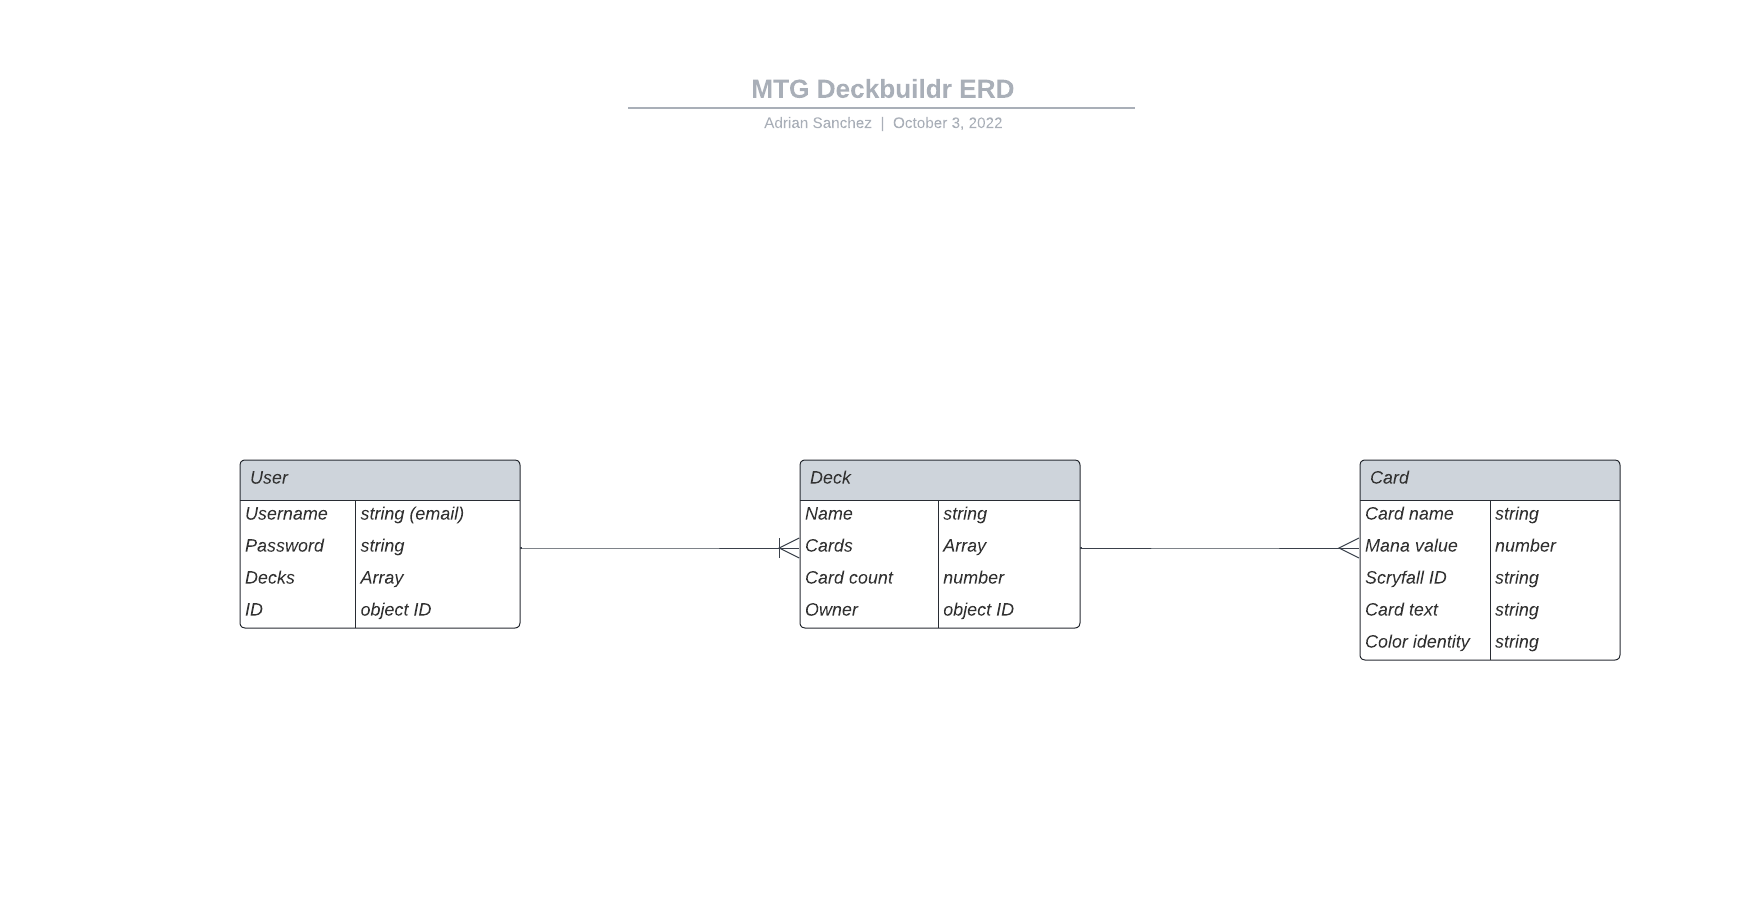 MTG Deckbuildr ERD
Adrian Sanchez | October 3, 2022
User
Username string (email)
Password string
Decks Array
ID object ID
Deck
Name string
Cards Array
Card count number
Owner object ID
Card
Card name string
Mana value number
Scryfall ID string
Card text string
Color identity string